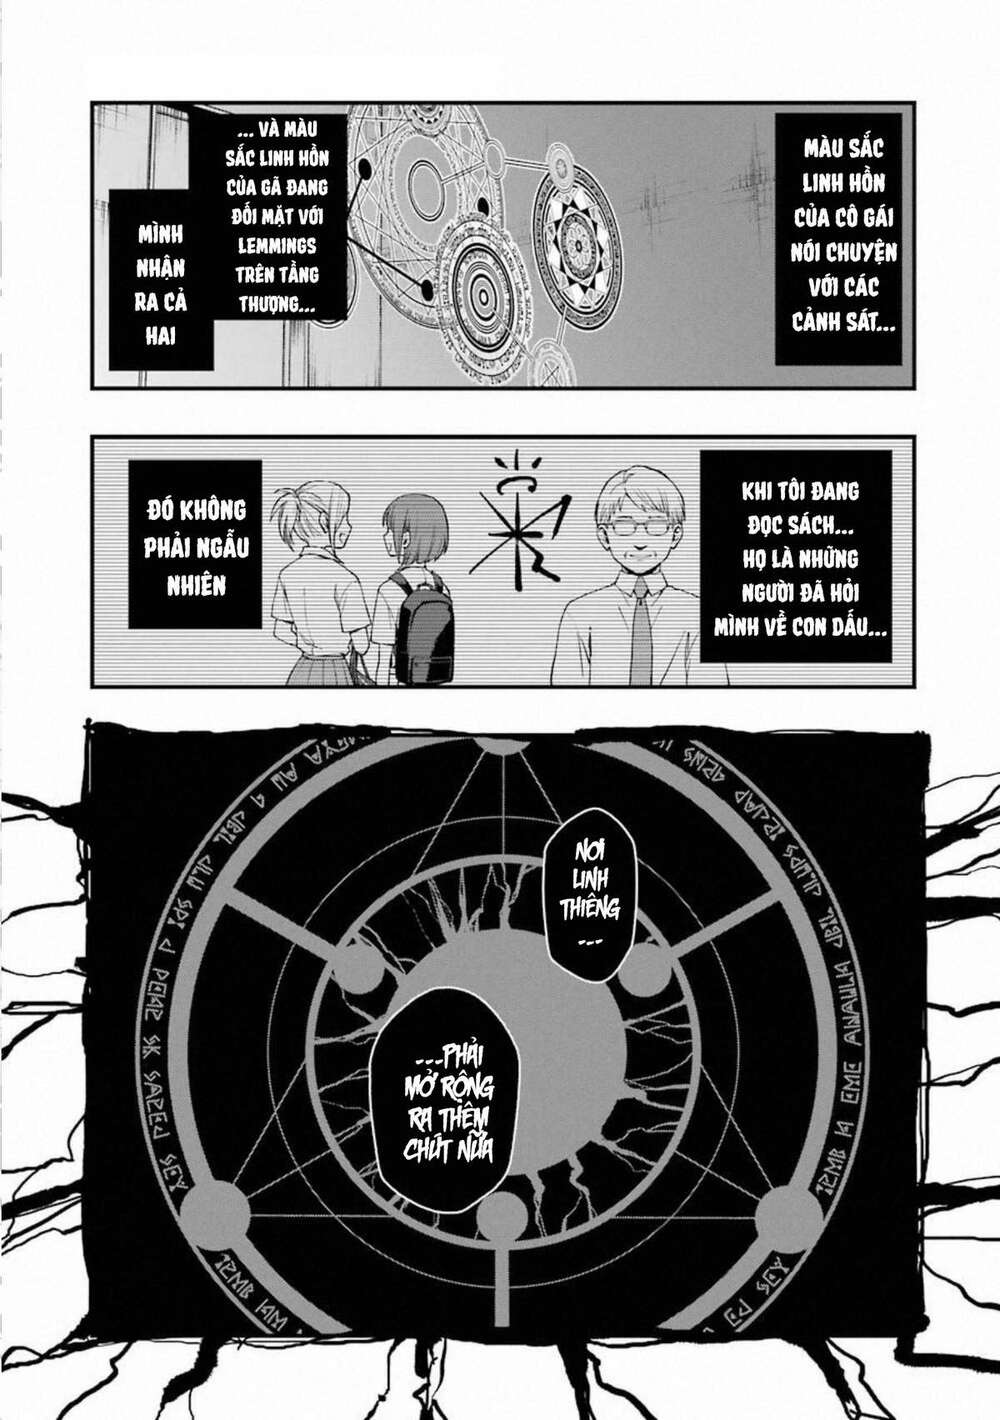 MÀU SẮC
LINH HỒN
CỦA CÔ GÁI
NÓI CHUYỆN
VỚI CÁC
CẢNH SÁT...
... VÀ MÀU
SẮC LINH HỒN
CỦA GÃ ĐANG
ĐỐI MẶT VỚI
LEMMINGS
TRÊN TẦNG
THƯỢNG...
MÌNH
NHẬN
RA CẢ
HAI
KHI TÔI ĐANG
ĐỌC SÁCH...
HỌ LÀ NHỮNG
NGƯỜI ĐÃ HỎI
MÌNH VỀ CON DẤU...
ĐÓ KHÔNG
PHẢI NGẪU
NHIÊN
NƠI
LINH
THIÊNG
---
---PHẢI
MỞ RỘNG
RA THÊM
CHÚT NỮA